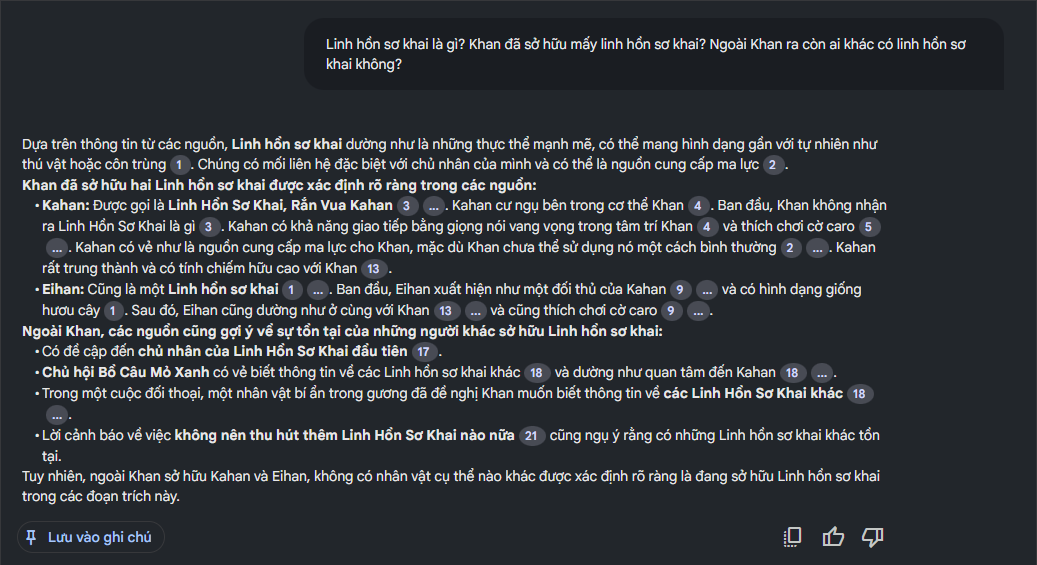 Linh hồn sơ khai là gì? Khan đã sở hữu mấy linh hồn sơ khai? Ngoài Khan ra còn ai khác có linh hồn sơ
khai không?
Dựa trên thông tin từ các nguồn, Linh hồn sơ khai dường như là những thực thể mạnh mẽ, có thể mang hình dạng gần với tự nhiên như
thú vật hoặc côn trùng 1. Chúng có mối liên hệ đặc biệt với chủ nhân của mình và có thể là nguồn cung cấp ma lực 2.
Khan đã sở hữu hai Linh hồn sơ khai được xác định rõ ràng trong các nguồn:
• Kahan: Được gọi là Linh Hồn Sơ Khai, Rắn Vua Kahan 3 .... Kahan cư ngụ bên trong cơ thể Khan 4. Ban đầu, Khan không nhận
ra Linh Hồn Sơ Khai là gì 3. Kahan có khả năng giao tiếp bằng giọng nói vang vọng trong tâm trí Khan 4 và thích chơi cờ caro 5
.... Kahan có vẻ như là nguồn cung cấp ma lực cho Khan, mặc dù Khan chưa thể sử dụng nó một cách bình thường 2 .... Kahan
rất trung thành và có tính chiếm hữu cao với Khan 13.
• Eihan: Cũng là một Linh hồn sơ khai 1 .... Ban đầu, Eihan xuất hiện như một đối thủ của Kahan 9 ... và có hình dạng giống
hươu cây 1. Sau đó, Eihan cũng dường như ở cùng với Khan 13 ... và cũng thích chơi cờ caro 9 ....
Ngoài Khan, các nguồn cũng gợi ý về sự tồn tại của những người khác sở hữu Linh hồn sơ khai:
• Có đề cập đến chủ nhân của Linh Hồn Sơ Khai đầu tiên 17.
• Chủ hội Bồ Câu Mỏ Xanh có vẻ biết thông tin về các Linh hồn sơ khai khác 18 và dường như quan tâm đến Kahan 18 ....
• Trong một cuộc đối thoại, một nhân vật bí ẩn trong gương đã đề nghị Khan muốn biết thông tin về các Linh Hồn Sơ Khai khác 18
....
• Lời cảnh báo về việc không nên thu hút thêm Linh Hồn Sơ Khai nào nữa 21 cũng ngụ ý rằng có những Linh hồn sơ khai khác tồn
tại.
Tuy nhiên, ngoài Khan sở hữu Kahan và Eihan, không có nhân vật cụ thể nào khác được xác định rõ ràng là đang sở hữu Linh hồn sơ khai
trong các đoạn trích này.
Lưu vào ghi chú